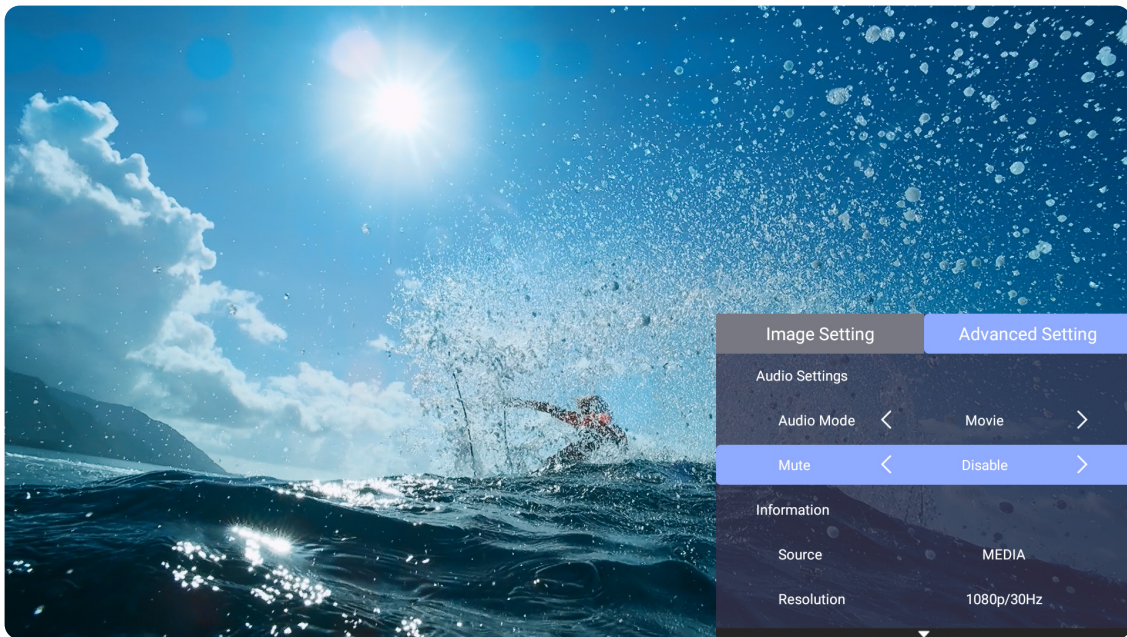 Image Setting Advanced Setting
Audio Settings
Audio Mode Movie
Mute Disable
Information
Source MEDIA
Resolution 1080p/30Hz